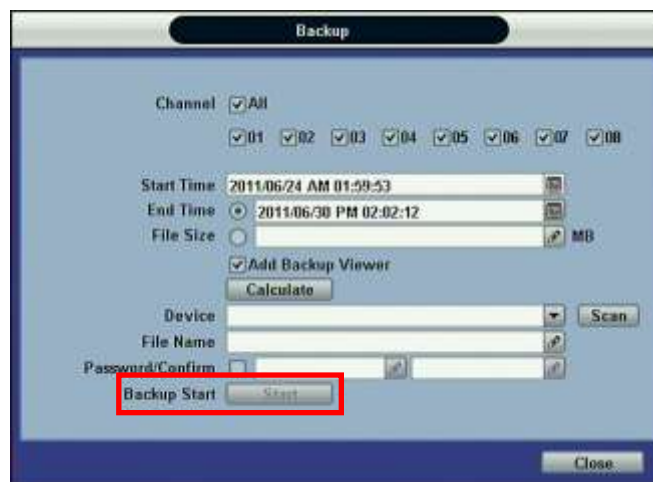 Backup
Channel All
01 02 03 04 05 06 07 08
Start Time 2011/06/24 AM 01:59:53
End Time 2011/06/30 PM 02:02:12
File Size MB
Add Backup Viewer
Calculate
Device Scan
File Name
Password/Confirm
Backup Start Start
Close